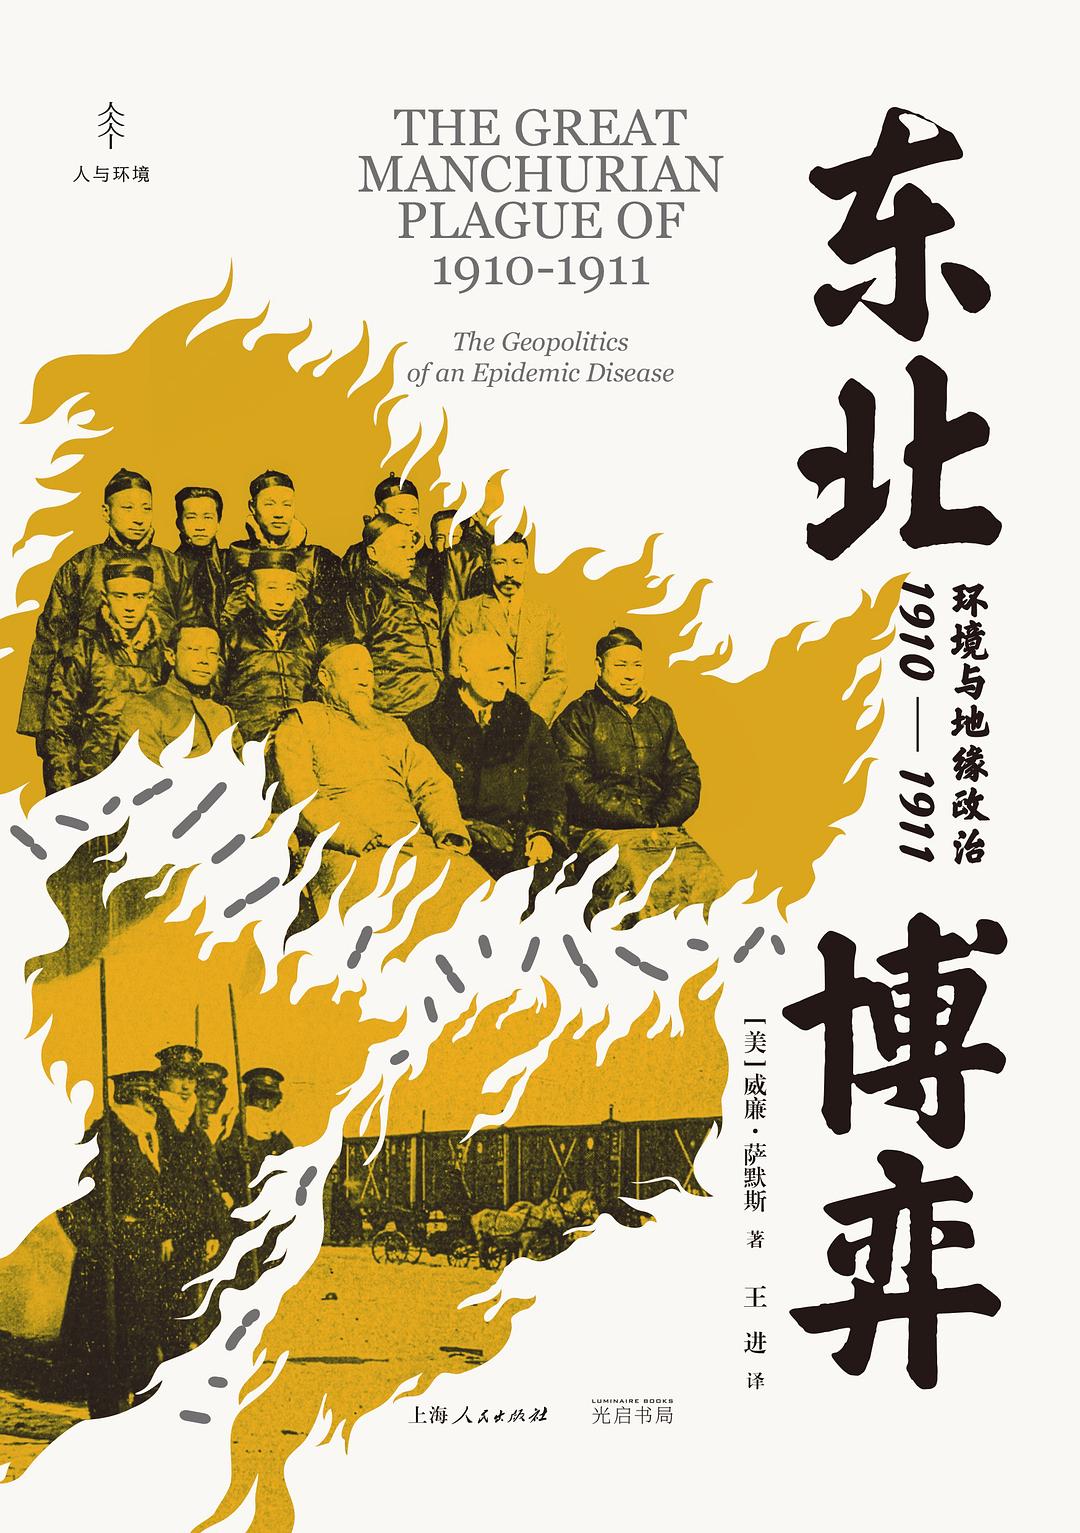 人与环境
THE GREAT
MANCHURIAN
PLAGUE OF
1910-1911
The Geopolitics
of an Epidemic Disease
东北
环境与地缘政治
1910 — 1911
博弈
[美]威廉·萨默斯 著
王进 译
上海人民出版社
LUMINAIRE BOOKS
光启书局